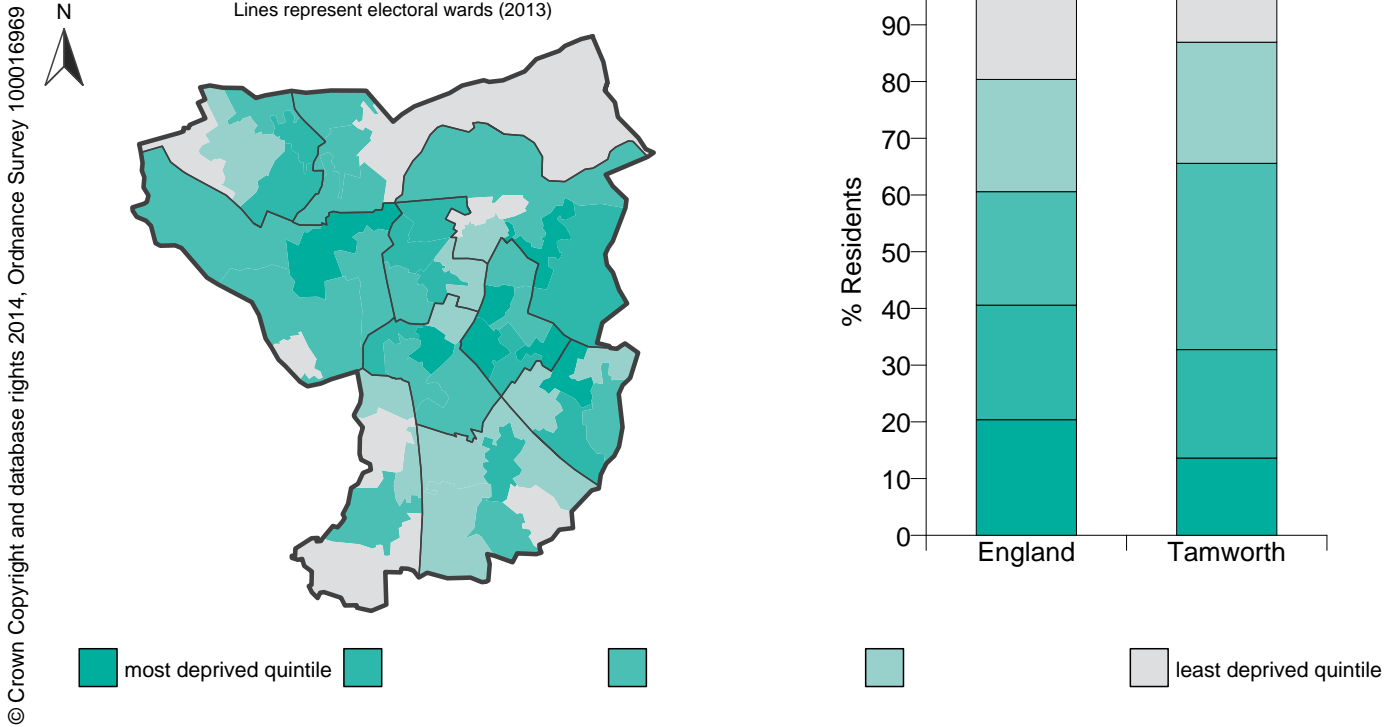 © Crown Copyright and database rights 2014, Ordnance Survey 100016969
N
Lines represent electoral wards (2013)
% Residents
90
80
70
60
50
40
30
20
10
0
England
Tamworth
most deprived quintile
least deprived quintile